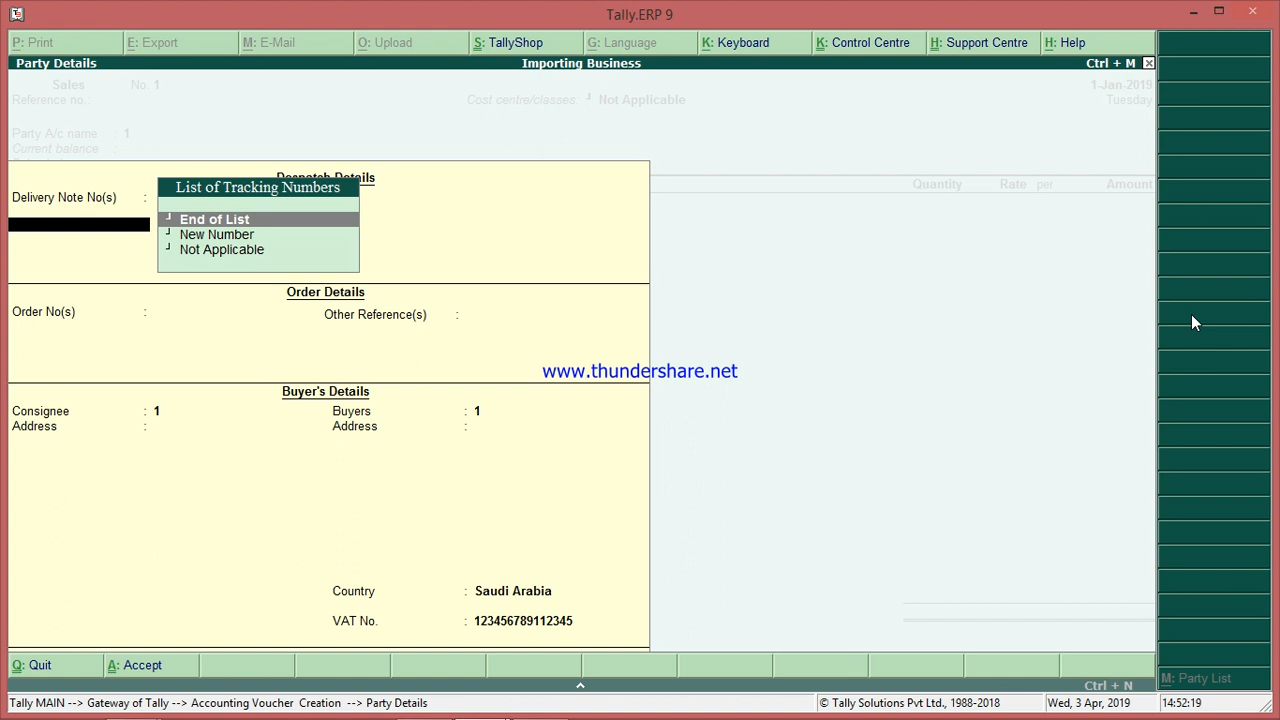 Tally.ERP 9
P: Print
E: Export
M: E-Mail
O: Upload
S: TallyShop
G: Language
K: Keyboard
K: Control Centre
H: Support Centre
H: Help
Party Details
Importing Business
Ctrl + M
Sales No. 1
1-Jan-2019
Reference no.:
Cost centre/classes: Not Applicable
Tuesday
Party A/c name : 1
Current balance :
Despatch Details
Delivery Note No(s) :
List of Tracking Numbers
End of List
New Number
Not Applicable
Quantity Rate per Amount
Order Details
Order No(s) :
Other Reference(s) :
www.thundershare.net
Buyer's Details
Consignee : 1
Buyers : 1
Address :
Address :
Country : Saudi Arabia
VAT No. : 123456789112345
Q: Quit
A: Accept
M: Party List
Ctrl + N
Tally MAIN --> Gateway of Tally --> Accounting Voucher Creation --> Party Details
© Tally Solutions Pvt Ltd., 1988-2018
Wed, 3 Apr, 2019
14:52:19